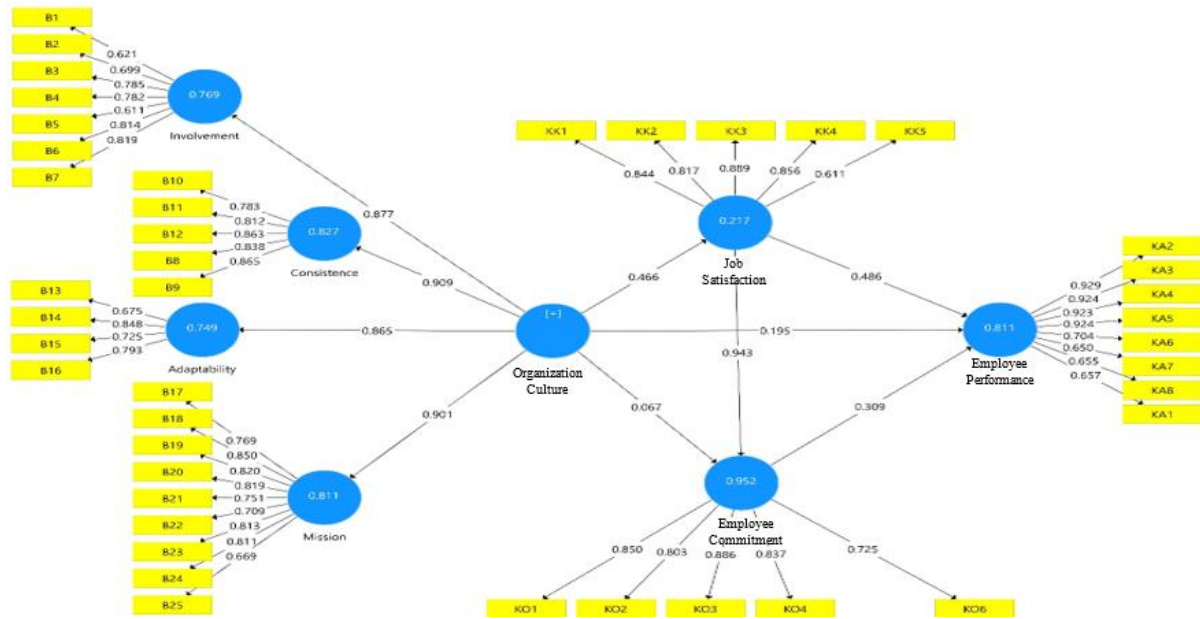 B1
B2
B3
B4
B5
B6
B7
0.621
0.699
0.785
0.782
0.611
0.814
0.819
0.769
Involvement
B10
B11
B12
B8
B9
0.783
0.812
0.863
0.838
0.865
0.827
Consistence
B13
B14
B15
B16
0.675
0.848
0.725
0.793
0.749
Adaptability
B17
B18
B19
B20
B21
B22
B23
B24
B25
0.769
0.850
0.820
0.819
0.751
0.709
0.813
0.811
0.669
0.811
Mission
0.877
0.909
0.865
0.901
[+]
Organization
Culture
0.466
0.195
0.067
KK1
KK2
KK3
KK4
KK5
0.844
0.817
0.889
0.856
0.611
0.217
Job
Satisfaction
0.486
0.943
0.309
0.952
Employee
Commitment
0.850
0.803
0.886
0.837
0.725
KO1
KO2
KO3
KO4
KO6
0.811
Employee
Performance
0.929
0.924
0.923
0.924
0.704
0.650
0.655
0.657
KA2
KA3
KA4
KA5
KA6
KA7
KA8
KA1